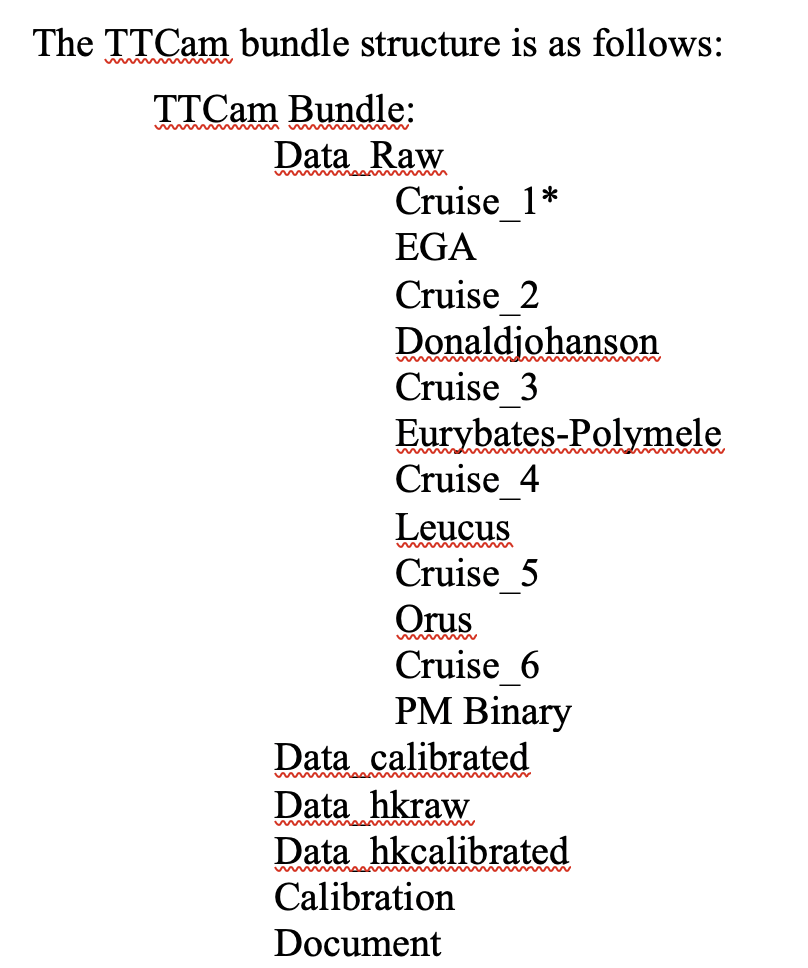 The TTCam bundle structure is as follows:
TTCam Bundle:
Data_Raw
Cruise_1*
EGA
Cruise_2
Donaldjohanson
Cruise_3
Eurybates-Polymele
Cruise_4
Leucus
Cruise_5
Orus
Cruise_6
PM Binary
Data_calibrated
Data_hkraw
Data_hkcalibrated
Calibration
Document